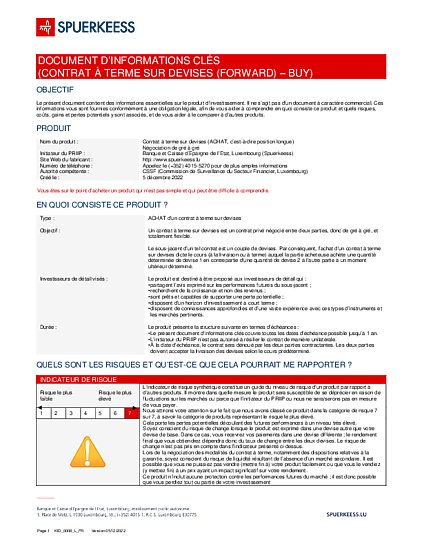 SPUERKEESS
DOCUMENT D'INFORMATIONS CLÉS
(CONTRAT À TERME SUR DEVISES (FORWARD) – BUY)
OBJECTIF
Le présent document contient des informations essentielles sur le produit d'investissement. Il ne s'agit pas d'un document à caractère commercial. Ces
informations vous sont fournies conformément à une obligation légale, afin de vous aider à comprendre en quoi consiste ce produit et quels risques,
coûts, gains et pertes potentiels y sont associés, et de vous aider à le comparer à d'autres produits.
PRODUIT
Nom du produit : Contrat à terme sur devises (ACHAT, c'est-à-dire position longue)
Négociation de gré à gré
Initiateur du PRIIP : Banque et Caisse d'Epargne de l'Etat, Luxembourg (Spuerkeess)
Site Web du fabricant : http://www.spuerkeess.lu
Numéro de téléphone : Appelez le (+352) 4015-5270 pour de plus amples informations
Autorité compétente : CSSF (Commission de Surveillance du Secteur Financier, Luxembourg)
Créé le : 5 décembre 2022
Vous êtes sur le point d'acheter un produit qui n'est pas simple et qui peut être difficile à comprendre.
EN QUOI CONSISTE CE PRODUIT ?
Type : ACHAT d'un contrat à terme sur devises
Objectif : Un contrat à terme sur devises est un contrat privé négocié entre deux parties, donc de gré à gré, et
totalement flexible.
Le sous-jacent d'un tel contrat est un couple de devises. Par conséquent, l'achat d'un contrat à terme
sur devises dicte le cours (à la livraison ou à terme) auquel la partie acheteuse achète une quantité
déterminée de devise 1 en contrepartie d'une quantité de devise 2 à l'autre partie à un moment
ultérieur déterminé.
Investisseurs de détail visés : Le produit est destiné à être proposé aux investisseurs de détail qui :
•partagent l'avis exprimé sur les performances futures du sous-jacent ;
•recherchent de la croissance et non des revenus ;
•sont prêts et capables de supporter une perte potentielle ;
•disposent d'un horizon d'investissement à court terme ;
•disposent de connaissances approfondies et d'une vaste expérience avec ces types d'instruments et
les marchés pertinents.
Durée : Le produit présente la structure suivante en termes d'échéances :
• Le présent document d'informations clés couvre toutes les dates d'échéance possible jusqu'à 1 an.
• L'initiateur du PRIIP n'est pas autorisé à résilier le contrat de manière unilatérale.
• À la date d'échéance, le contrat sera dénoué par les deux parties contractantes. Les deux parties
doivent accepter la livraison des devises selon le cours prédéterminé.
QUELS SONT LES RISQUES ET QU'EST-CE QUE CELA POURRAIT ME RAPPORTER ?
INDICATEUR DE RISQUE
Risque le plus faible
Risque le plus élevé
1 2 3 4 5 6 7
L'indicateur de risque synthétique constitue un guide du niveau de risque d'un produit par rapport à
d'autres produits. Il montre dans quelle mesure le produit sera susceptible de se déprécier en raison de
fluctuations sur les marchés ou parce que l'initiateur du PRIIP ou nous ne serions pas en mesure
de vous payer.
Nous attirons votre attention sur le fait que nous avons classé ce produit dans la catégorie de risque 7
sur 7, à savoir la catégorie de produits représentant le risque le plus élevé.
Cela porte les pertes potentielles découlant des futures performances à un niveau très élevé.
Soyez conscient du risque de change lorsque le produit est exprimé dans une devise autre que votre
devise de base. Dans ce cas, vous recevrez vos paiements dans une devise différente ; le rendement
final que vous obtiendrez dépendra donc du taux de change entre les deux devises. Le risque de
change n'est pas pris en compte dans l'indicateur résultant présenté ci-dessus.
Lors de la négociation des modalités du contrat à terme, notamment des dispositions relatives à la
garantie, soyez conscient du risque de liquidité résultant de l'absence d'un marché secondaire. Il est
possible que vous ne puissiez pas vendre (mettre fin à) votre produit facilement ou que vous le vendiez
(y mettiez fin à) à un prix ayant un impact significatif sur votre rendement.
Ce produit n'inclut aucune protection contre les performances futures du marché ; il est donc possible
que vous perdiez tout ou partie de votre investissement
Banque et Caisse d'Epargne de l'Etat, Luxembourg, établissement public autonome
SPUERKEESS.LU
Page 1